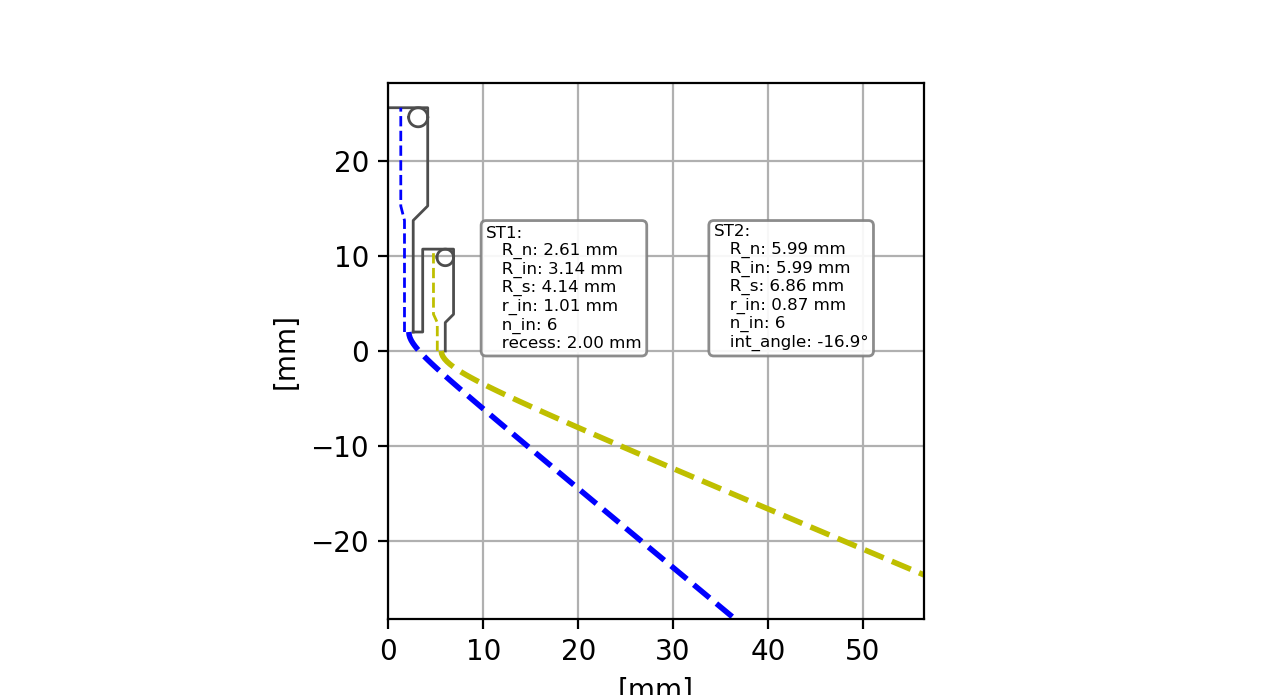 20
10
0
−10
−20
[mm]
ST1:
R_n: 2.61 mm
R_in: 3.14 mm
R_s: 4.14 mm
r_in: 1.01 mm
n_in: 6
recess: 2.00 mm
ST2:
R_n: 5.99 mm
R_in: 5.99 mm
R_s: 6.86 mm
r_in: 0.87 mm
n_in: 6
int_angle: -16.9°
0 10 20 30 40 50
[mm]